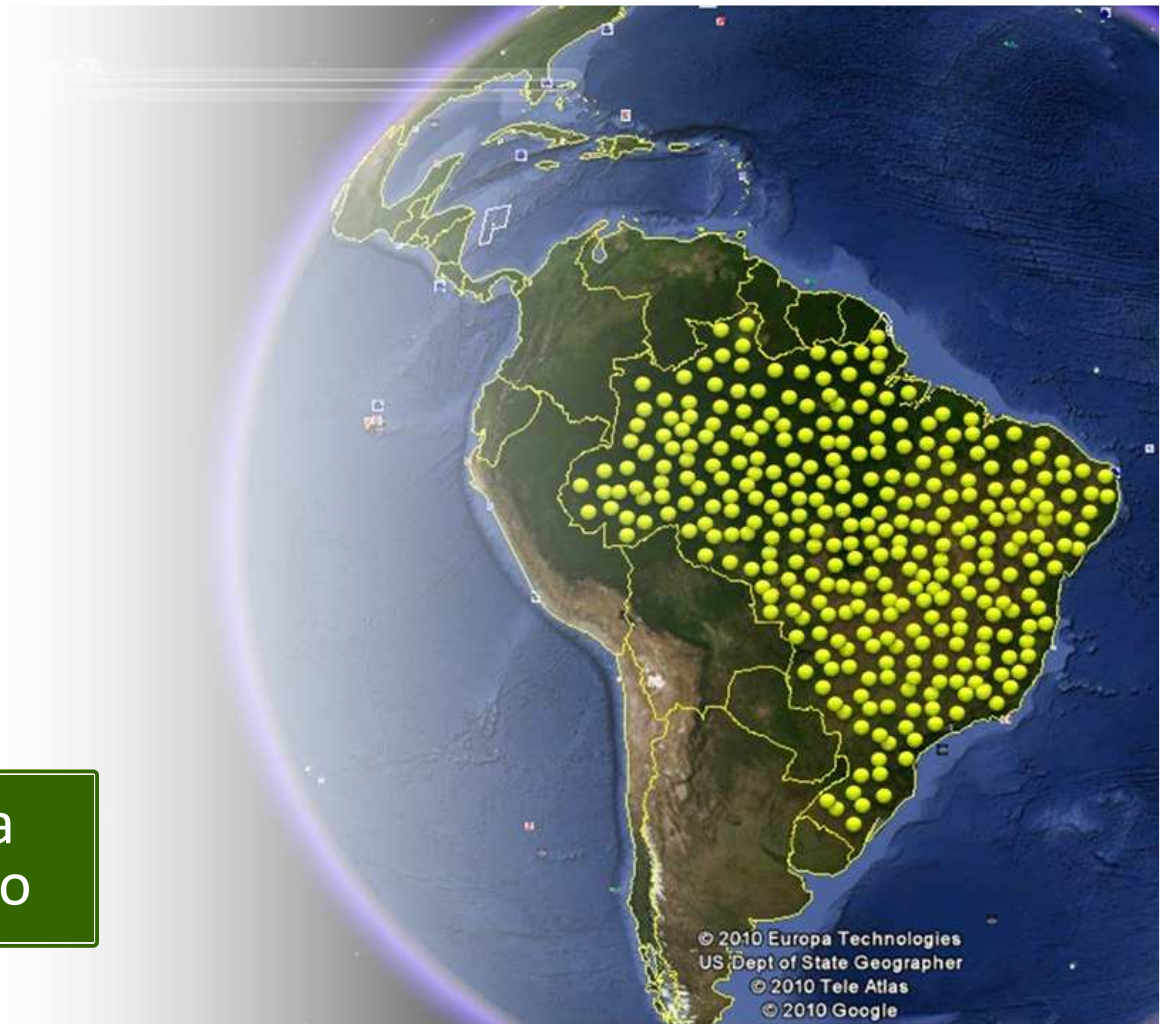 a
o
© 2010 Europa Technologies
US Dept of State Geographer
© 2010 Tele Atlas
© 2010 Google